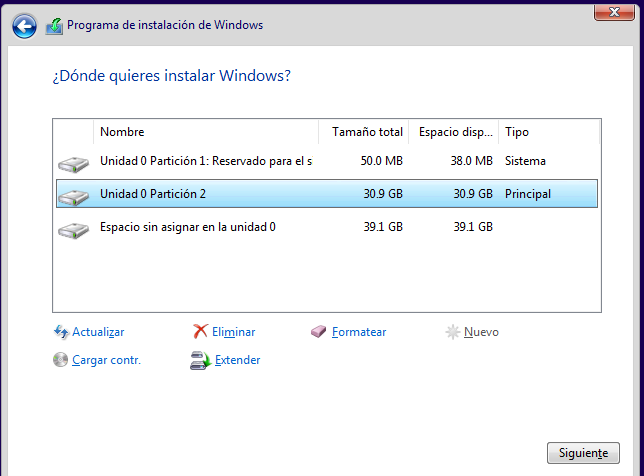 Programa de instalación de Windows
¿Dónde quieres instalar Windows?
Nombre Tamaño total Espacio disp... Tipo
Unidad 0 Partición 1: Reservado para el s 50.0 MB 38.0 MB Sistema
Unidad 0 Partición 2 30.9 GB 30.9 GB Principal
Espacio sin asignar en la unidad 0 39.1 GB 39.1 GB
Actualizar Eliminar Formatear Nuevo
Cargar contr. Extender
Siguiente